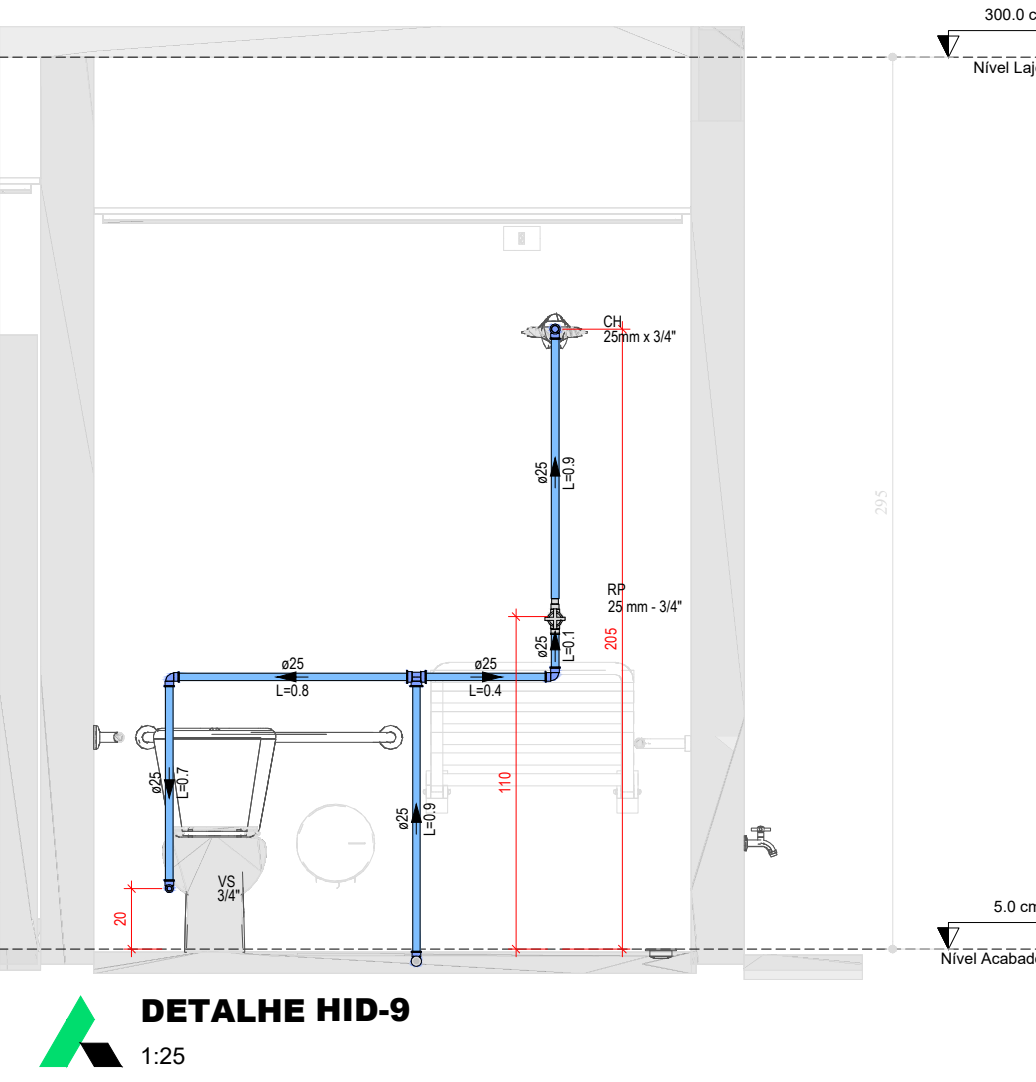 300.0 c
Nível Laje
CH
25mm x 3/4"
ø25
L=0.9
295
RP
25 mm - 3/4"
205
ø25
L=0.1
ø25
L=0.8
ø25
L=0.4
ø25
L=0.7
110
ø25
L=0.9
VS
3/4"
20
5.0 cm
Nível Acabado
DETALHE HID-9
1:25